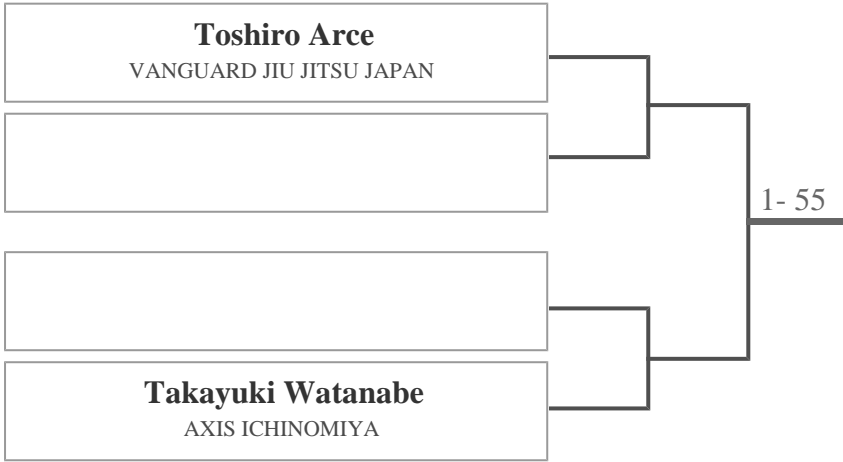 Toshiro Arce
VANGUARD JIU JITSU JAPAN
1- 55
Takayuki Watanabe
AXIS ICHINOMIYA